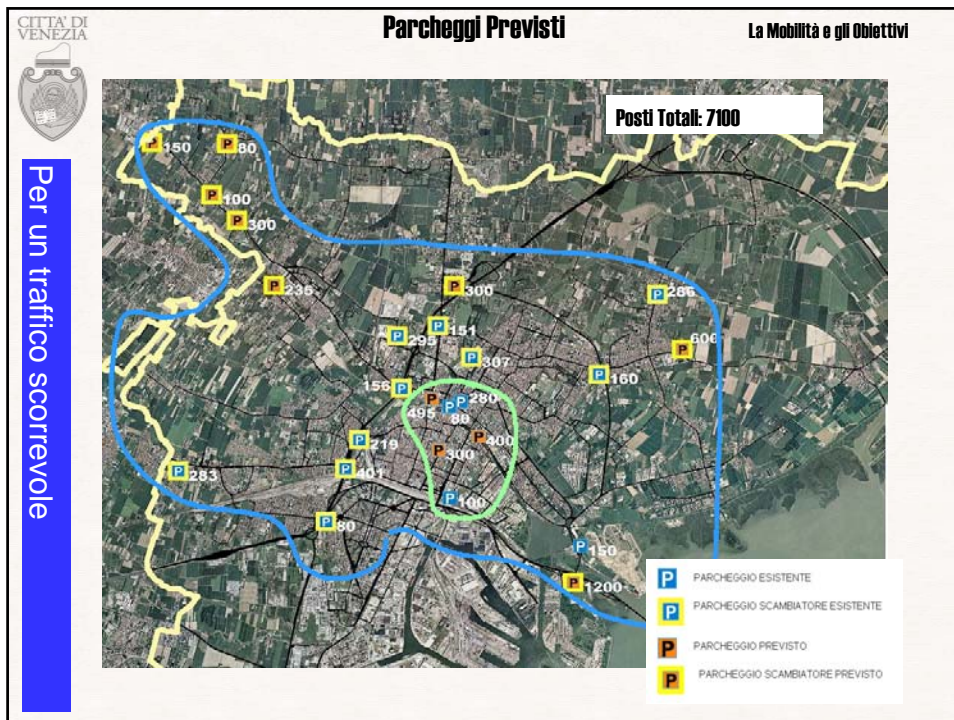 CITTA' DI
VENEZIA
Parcheggi Previsti
La Mobilità e gli Obiettivi
Per un traffico scorrevole
Posti Totali: 7100
P 150
P 80
P 100
P 300
P 235
P 300
P 286
P 151
P 295
P 600
P 307
P 160
156 P
P 280
P 80
495 P
P 400
P 300
P 219
P 401
P 283
P 100
P 80
P 150
P 1200
P PARCHEGGIO ESISTENTE
P PARCHEGGIO SCAMBIATORE ESISTENTE
P PARCHEGGIO PREVISTO
P PARCHEGGIO SCAMBIATORE PREVISTO